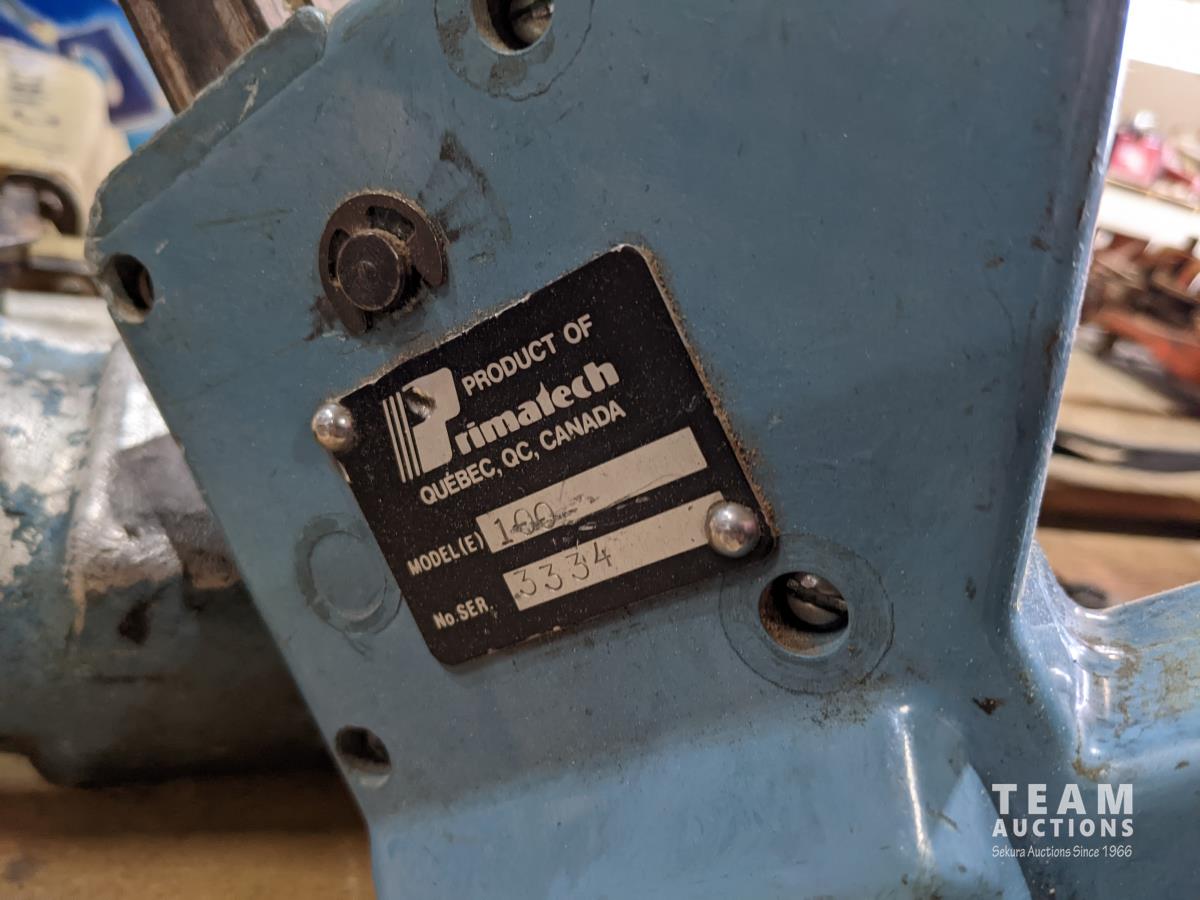 PRODUCT OF
Primatech
QUÉBEC, QC, CANADA
MODEL(E) 100
No. SER. 3334
TEAM
AUCTIONS
Sekura Auctions Since 1966